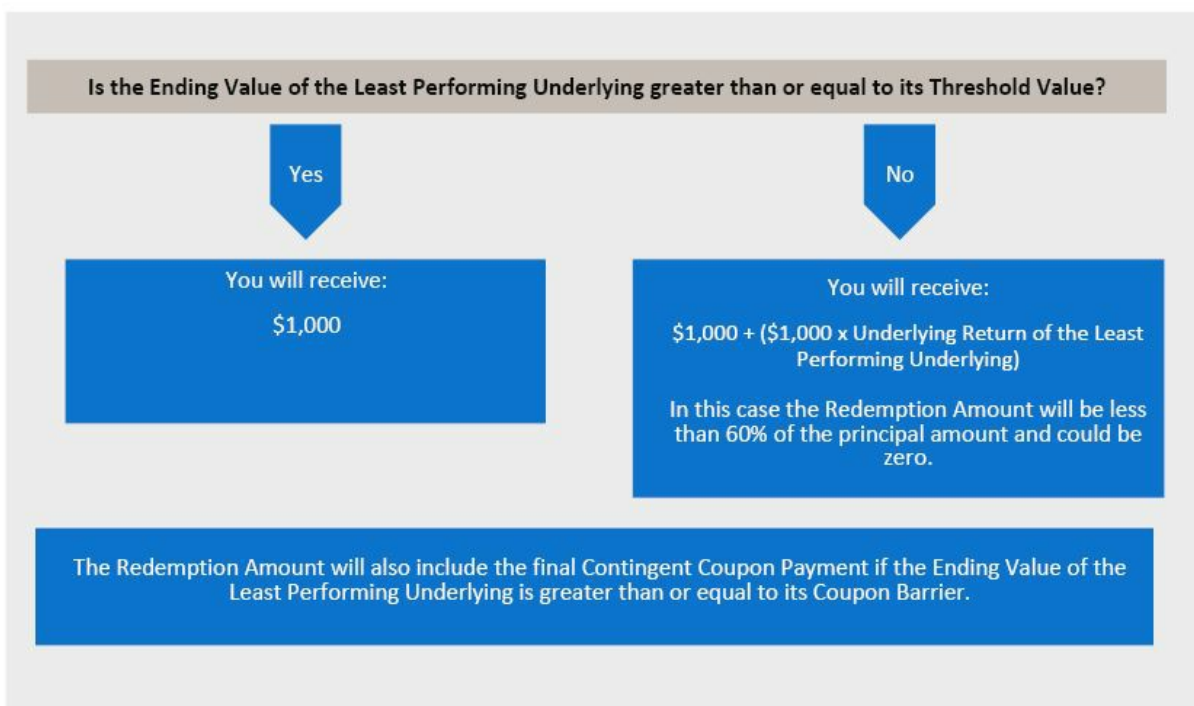 Is the Ending Value of the Least Performing Underlying greater than or equal to its Threshold Value?
Yes
No
You will receive:
$1,000
You will receive:
$1,000 + ($1,000 x Underlying Return of the Least
Performing Underlying)
In this case the Redemption Amount will be less
than 60% of the principal amount and could be
zero.
The Redemption Amount will also include the final Contingent Coupon Payment if the Ending Value of the
Least Performing Underlying is greater than or equal to its Coupon Barrier.